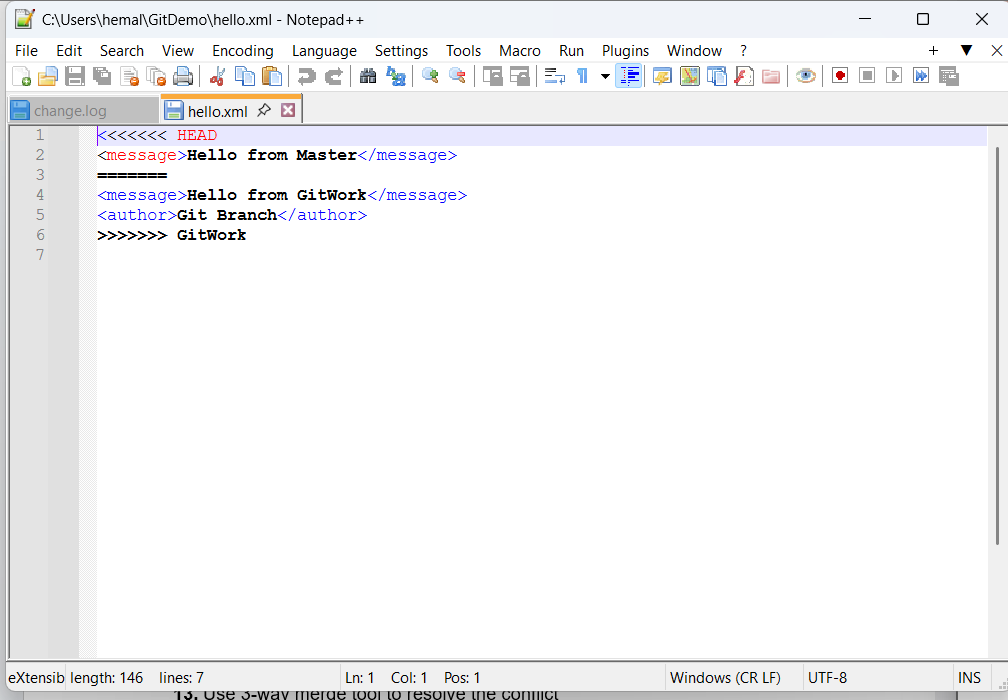 C:\Users\hemal\GitDemo\hello.xml - Notepad++
File Edit Search View Encoding Language Settings Tools Macro Run Plugins Window ? + ▼ X
change.log hello.xml
1 <<<<<<< HEAD
2 <message>Hello from Master</message>
3 =======
4 <message>Hello from GitWork</message>
5 <author>Git Branch</author>
6 >>>>>>> GitWork
7
eXtensib length: 146 lines: 7 Ln: 1 Col: 1 Pos: 1 Windows (CR LF) UTF-8 INS
13. Use 3-way merge tool to resolve the conflict